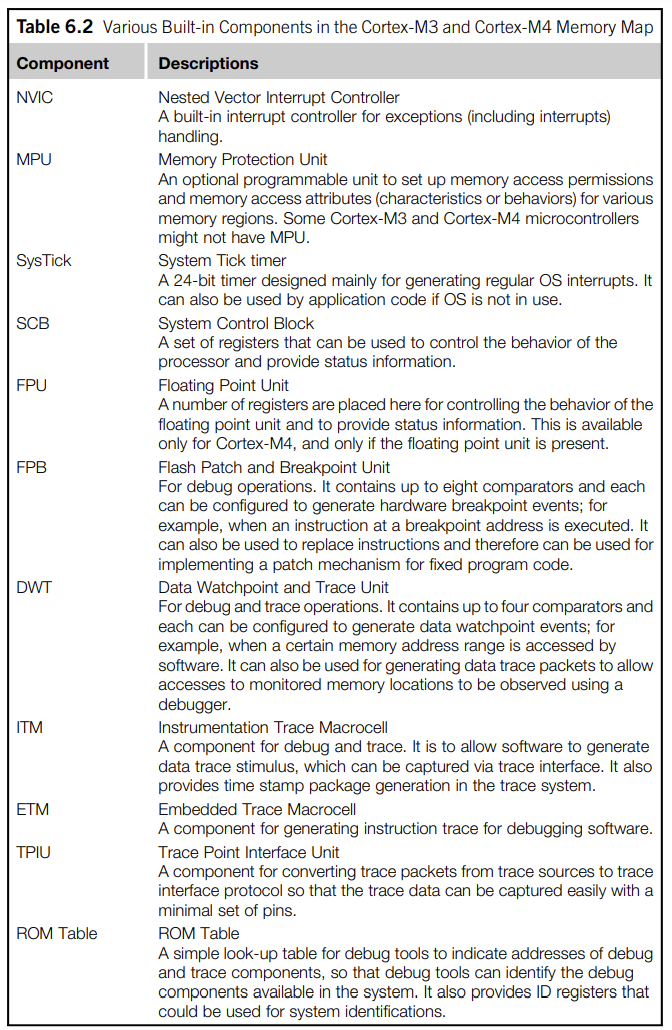 Table 6.2 Various Built-in Components in the Cortex-M3 and Cortex-M4 Memory Map
Component Descriptions
NVIC Nested Vector Interrupt Controller
A built-in interrupt controller for exceptions (including interrupts)
handling.
MPU Memory Protection Unit
An optional programmable unit to set up memory access permissions
and memory access attributes (characteristics or behaviors) for various
memory regions. Some Cortex-M3 and Cortex-M4 microcontrollers
might not have MPU.
SysTick System Tick timer
A 24-bit timer designed mainly for generating regular OS interrupts. It
can also be used by application code if OS is not in use.
SCB System Control Block
A set of registers that can be used to control the behavior of the
processor and provide status information.
FPU Floating Point Unit
A number of registers are placed here for controlling the behavior of the
floating point unit and to provide status information. This is available
only for Cortex-M4, and only if the floating point unit is present.
FPB Flash Patch and Breakpoint Unit
For debug operations. It contains up to eight comparators and each
can be configured to generate hardware breakpoint events; for
example, when an instruction at a breakpoint address is executed. It
can also be used to replace instructions and therefore can be used for
implementing a patch mechanism for fixed program code.
DWT Data Watchpoint and Trace Unit
For debug and trace operations. It contains up to four comparators and
each can be configured to generate data watchpoint events; for
example, when a certain memory address range is accessed by
software. It can also be used for generating data trace packets to allow
accesses to monitored memory locations to be observed using a
debugger.
ITM Instrumentation Trace Macrocell
A component for debug and trace. It is to allow software to generate
data trace stimulus, which can be captured via trace interface. It also
provides time stamp package generation in the trace system.
ETM Embedded Trace Macrocell
A component for generating instruction trace for debugging software.
TPIU Trace Point Interface Unit
A component for converting trace packets from trace sources to trace
interface protocol so that the trace data can be captured easily with a
minimal set of pins.
ROM Table ROM Table
A simple look-up table for debug tools to indicate addresses of debug
and trace components, so that debug tools can identify the debug
components available in the system. It also provides ID registers that
could be used for system identifications.